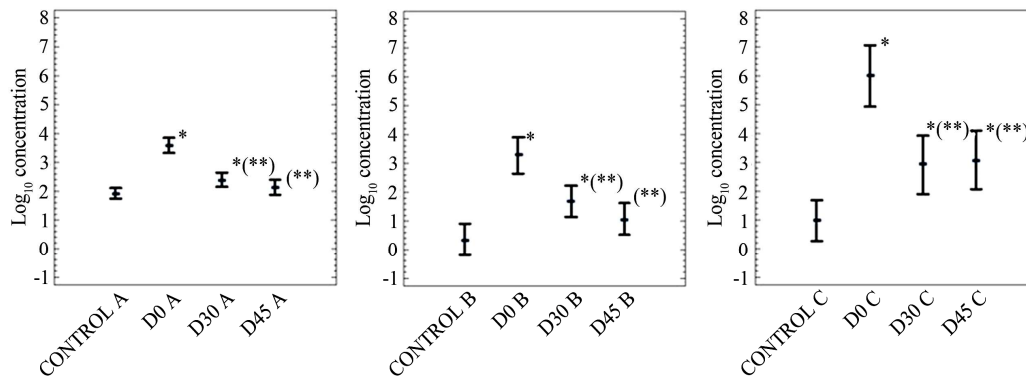 Log10 concentration
8
7
6
5
4
3
2
1
0
-1
*
*(**)
(**)
CONTROL A
D0 A
D30 A
D45 A
Log10 concentration
8
7
6
5
4
3
2
1
0
-1
*
*(**)
(**)
CONTROL B
D0 B
D30 B
D45 B
Log10 concentration
8
7
6
5
4
3
2
1
0
-1
*
*(**)
*(**)
CONTROL C
D0 C
D30 C
D45 C